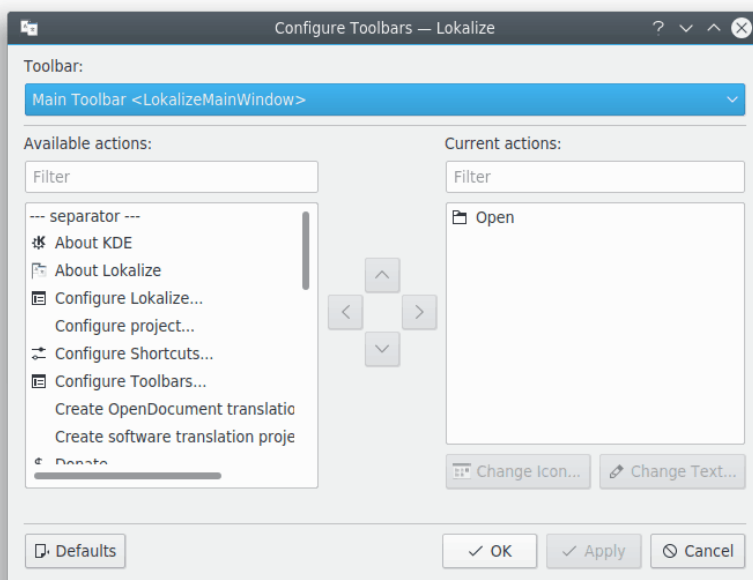 Configure Toolbars — Lokalize
Toolbar:
Main Toolbar <LokalizeMainWindow>
Available actions:
Filter
--- separator ---
About KDE
About Lokalize
Configure Lokalize...
Configure project...
Configure Shortcuts...
Configure Toolbars...
Create OpenDocument translatio
Create software translation proje
Donate
Current actions:
Filter
Open
Change Icon...
Change Text...
Defaults
OK
Apply
Cancel